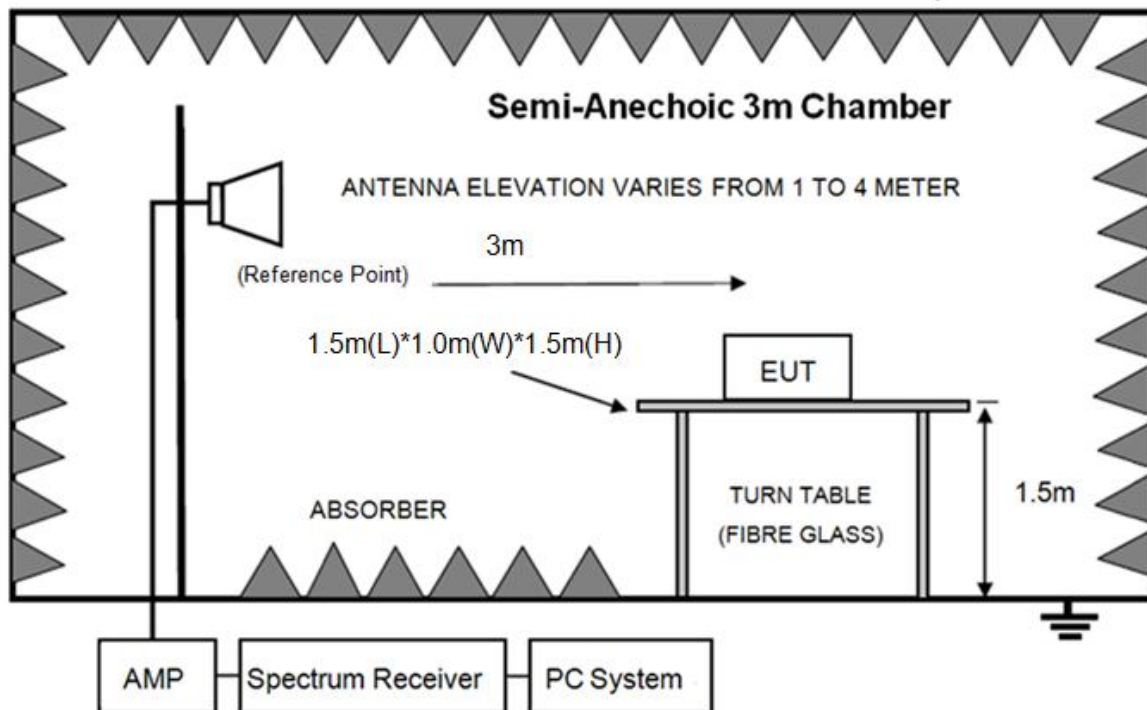 Semi-Anechoic 3m Chamber
ANTENNA ELEVATION VARIES FROM 1 TO 4 METER
3m
(Reference Point)
1.5m(L)*1.0m(W)*1.5m(H)
EUT
TURN TABLE
(FIBRE GLASS)
1.5m
ABSORBER
AMP
Spectrum Receiver
PC System